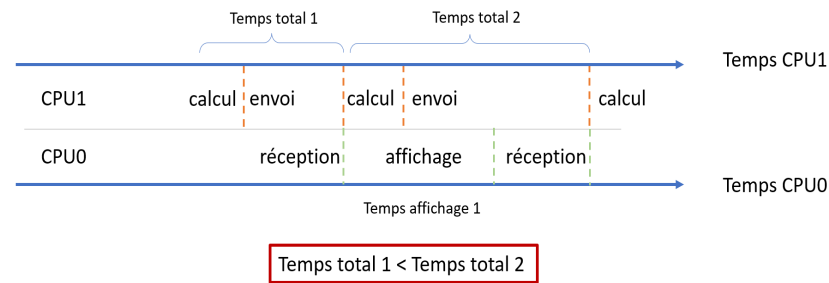 Temps total 1
Temps total 2
Temps CPU1
CPU1 calcul envoi calcul envoi calcul
CPU0 réception affichage réception
Temps CPU0
Temps affichage 1
Temps total 1 < Temps total 2